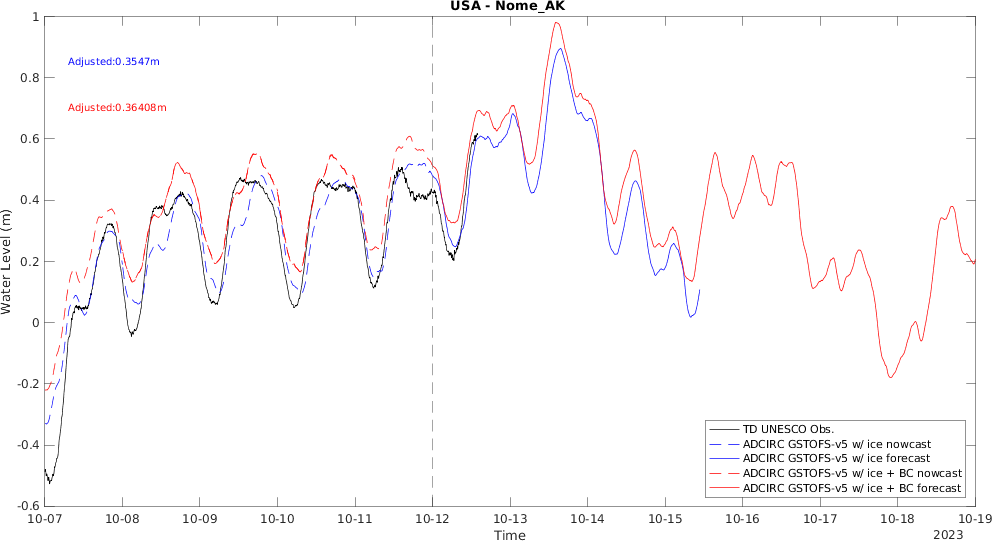 USA - Nome_AK
Adjusted:0.3547m
Adjusted:0.36408m
Water Level (m)
1
0.8
0.6
0.4
0.2
0
-0.2
-0.4
-0.6
TD UNESCO Obs.
ADCIRC GSTOFS-v5 w/ ice nowcast
ADCIRC GSTOFS-v5 w/ ice forecast
ADCIRC GSTOFS-v5 w/ ice + BC nowcast
ADCIRC GSTOFS-v5 w/ ice + BC forecast
10-07 10-08 10-09 10-10 10-11 10-12 10-13 10-14 10-15 10-16 10-17 10-18 10-19
Time
2023